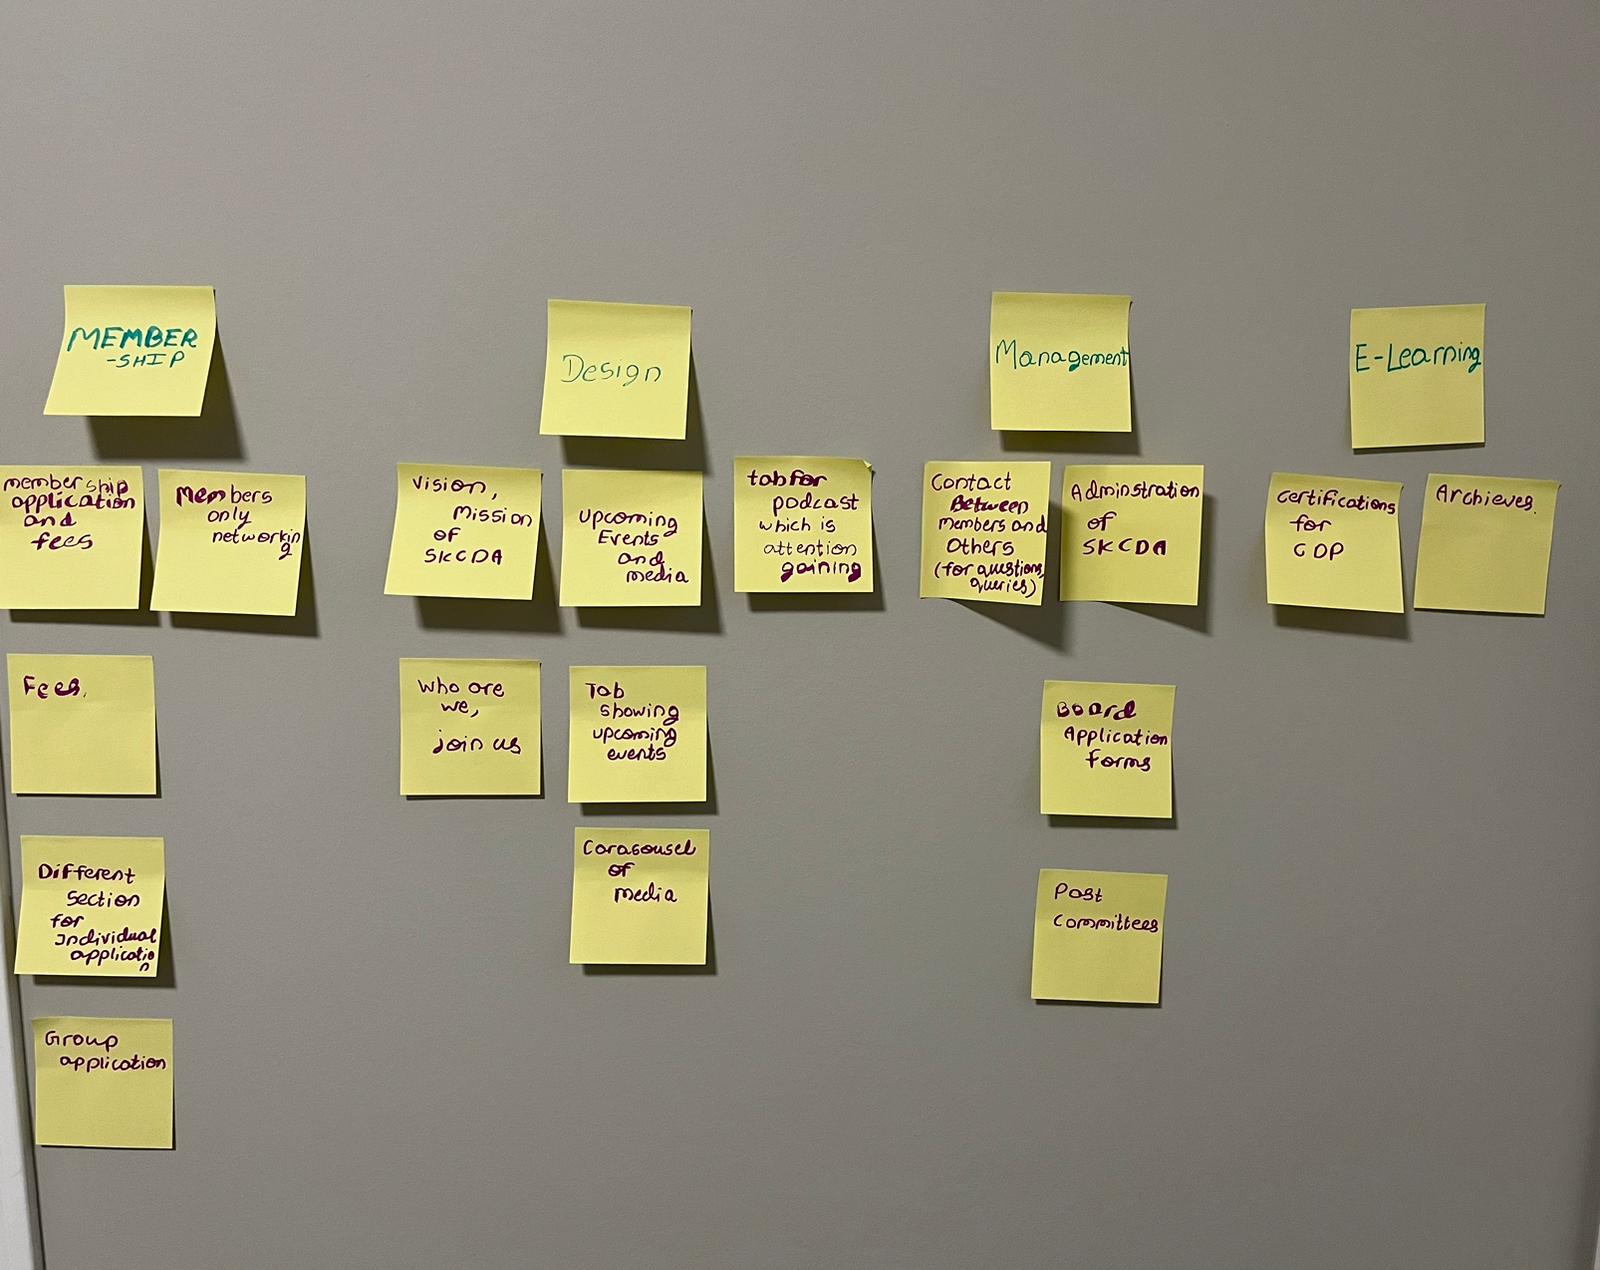 MEMBER
-SHIP
Design
Management
E-Learning
membership
application
and
fees
Members
only
networkin
g
Vision,
Mission
of
SKCDA
upcoming
Events
and
media
tab for
podcast
which is
attention
gaining
Contact
Between
members and
Others
(for questions,
queries)
Adminstration
of
SKCDA
Certifications
for
CDP
Archieves.
Fees.
who are
we,
join us
Tab
showing
upcoming
events
Board
Application
forms
Different
section
for
Individual
applicatio
n
Carasousel
of
media
Post
Committees
Group
application